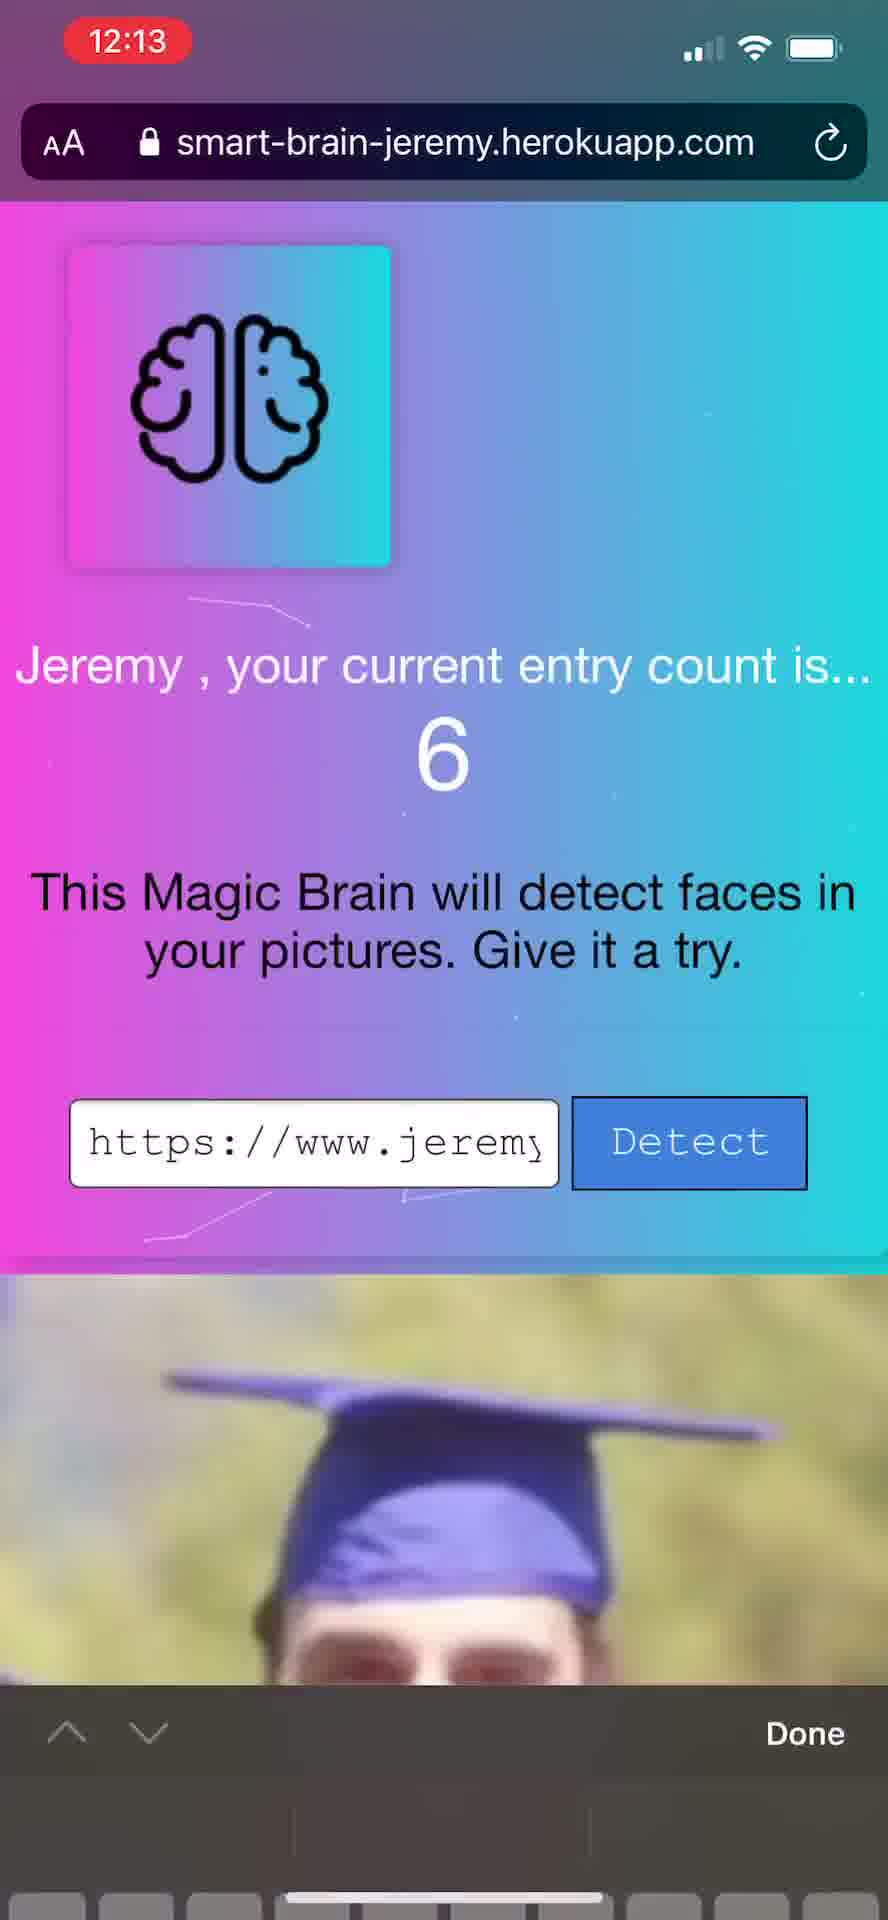 12:13
AA smart-brain-jeremy.herokuapp.com
Jeremy , your current entry count is...
6
This Magic Brain will detect faces in
your pictures. Give it a try.
https://www.jeremy Detect
Done